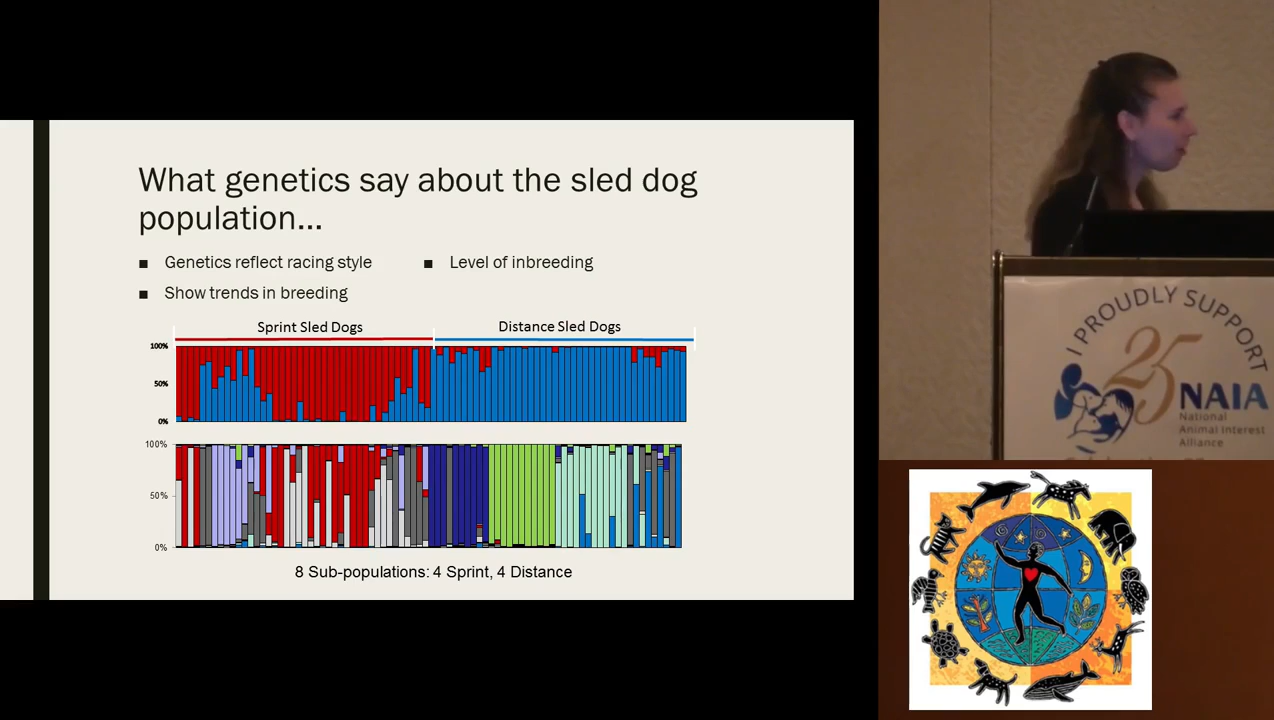 What genetics say about the sled dog
population...
■ Genetics reflect racing style
■ Show trends in breeding
■ Level of inbreeding
Sprint Sled Dogs
Distance Sled Dogs
100%
50%
0%
100%
50%
0%
8 Sub-populations: 4 Sprint, 4 Distance
I PROUDLY SUPPORT
25
NAIA
National
Animal Interest
Alliance